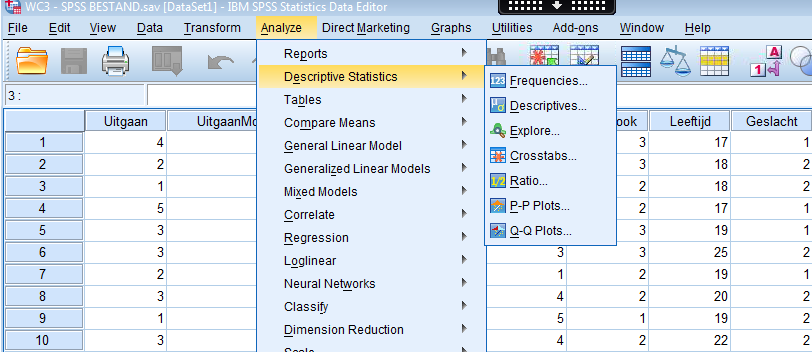 WC3 - SPSS BESTAND.sav [DataSet1] - IBM SPSS Statistics Data Editor
File Edit View Data Transform Analyze Direct Marketing Graphs Utilities Add-ons Window Help
Reports
Descriptive Statistics
Tables
Compare Means
General Linear Model
Generalized Linear Models
Mixed Models
Correlate
Regression
Loglinear
Neural Networks
Classify
Dimension Reduction
Frequencies...
Descriptives...
Explore...
Crosstabs...
Ratio...
P-P Plots...
Q-Q Plots...
3 :
Uitgaan UitgaanMo ook Leeftijd Geslacht
1 4 3 17 1
2 2 3 18 2
3 1 2 18 2
4 5 2 17 1
5 3 3 19 1
6 3 3 3 25 2
7 2 1 2 19 1
8 3 4 2 20 2
9 1 5 1 19 2
10 3 4 2 22 2